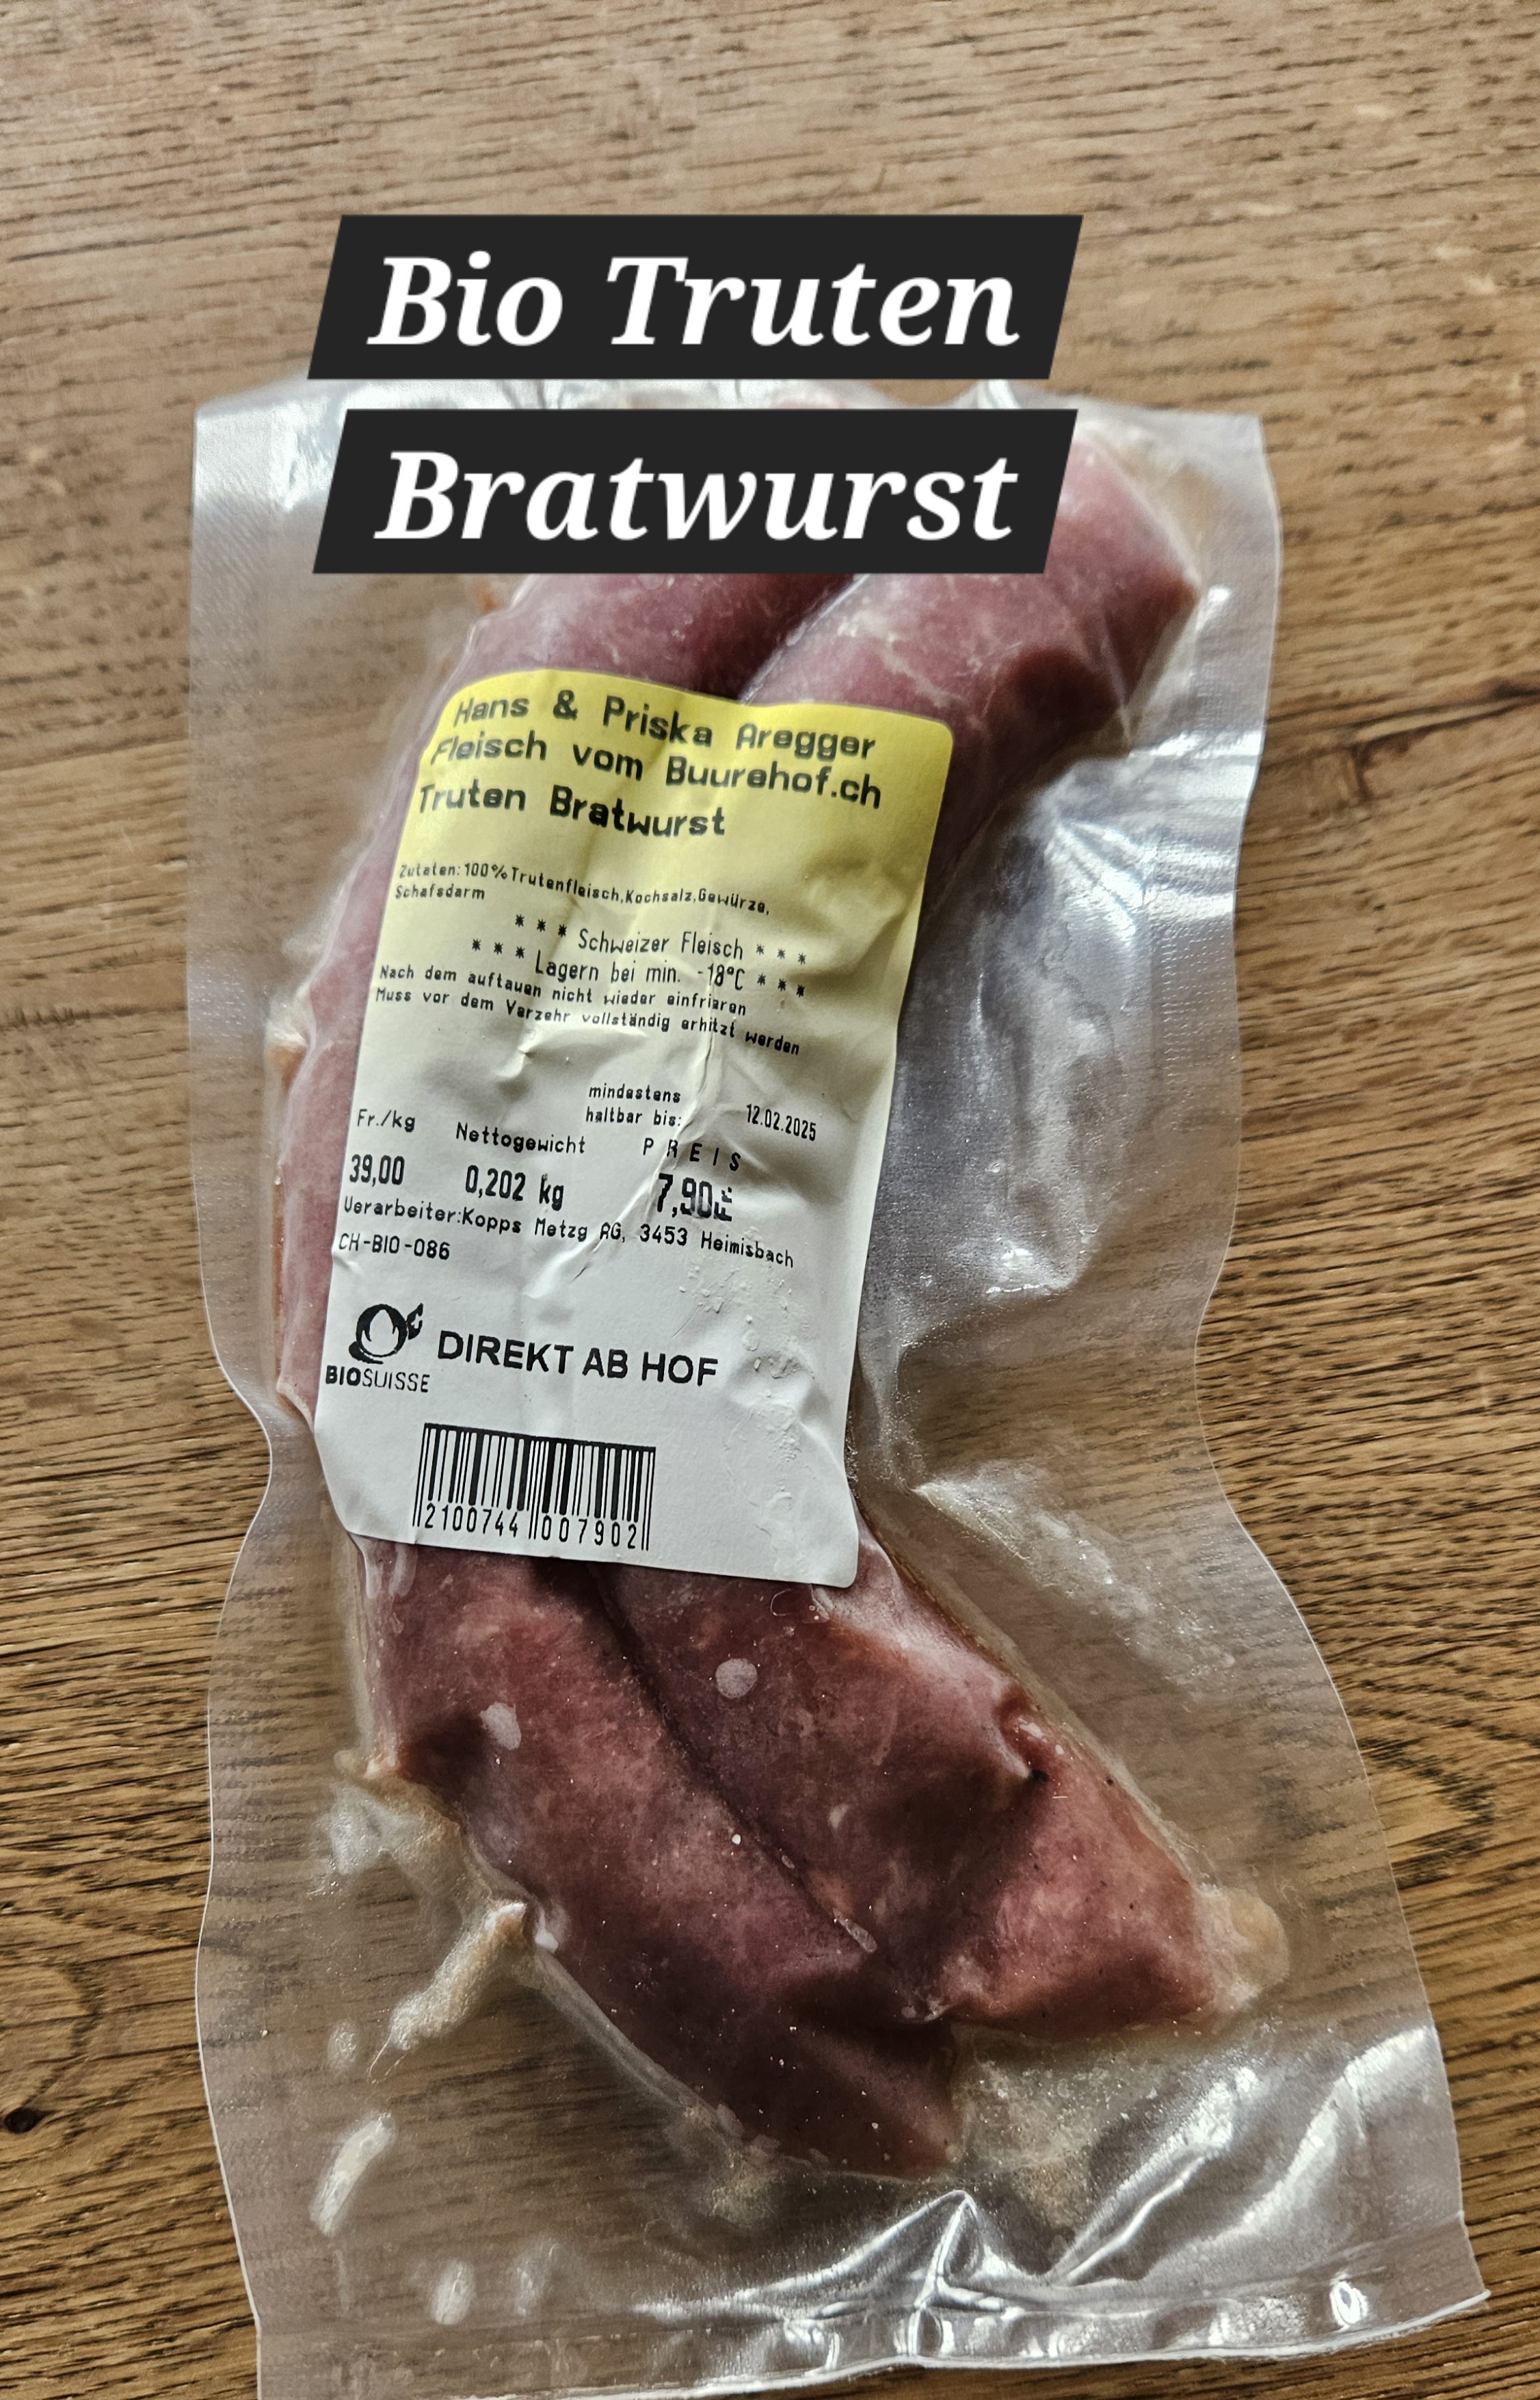 Bio Truten
Bratwurst
Hans & Priska Aregger
Fleisch vom Buurehof.ch
Truten Bratwurst
Zutaten: 100% Trutenfleisch, Kochsalz, Gewürze,
Schafsdarm
* * * Schweizer Fleisch * * *
* * * Lagern bei min. -18°C * * *
Nach dem auftauen nicht wieder einfrieren
Muss vor dem Verzehr vollständig erhitzt werden
mindestens
haltbar bis: 12.02.2025
Fr./kg Nettogewicht PREIS
39,00 0,202 kg 7,90
Verarbeiter: Kopps Metzg AG, 3453 Heimisbach
CH-BIO-086
BIOSUISSE DIREKT AB HOF
2100744 007902